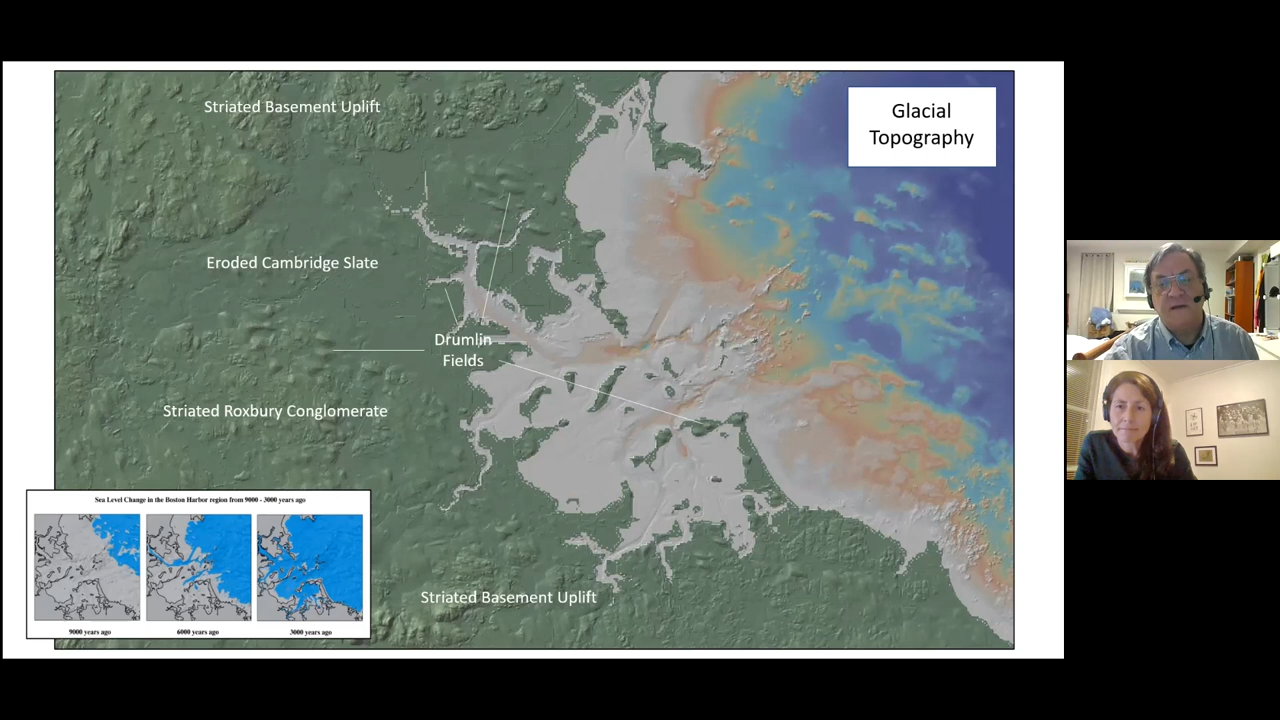 Glacial
Topography
Striated Basement Uplift
Eroded Cambridge Slate
Drumlin
Fields
Striated Roxbury Conglomerate
Striated Basement Uplift
Sea Level Change in the Boston Harbor region from 9000 - 3000 years ago
9000 years ago
6000 years ago
3000 years ago